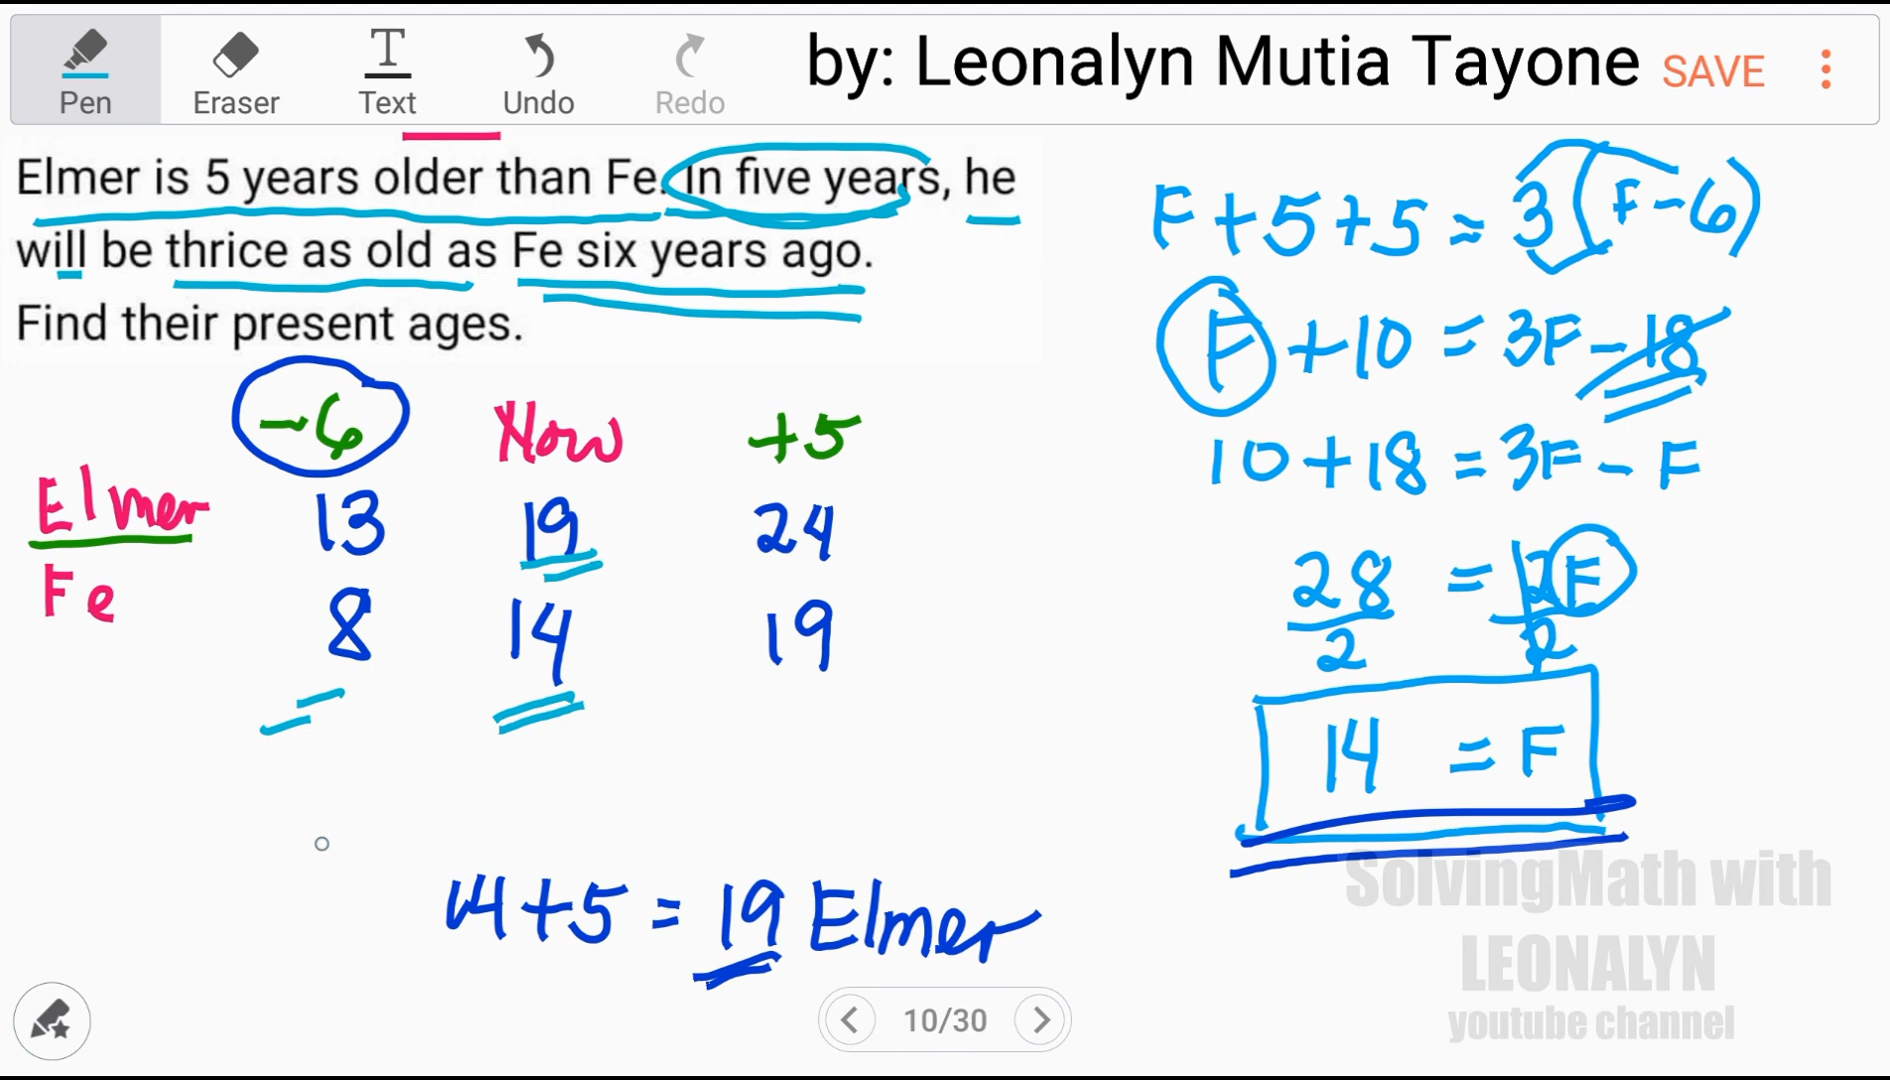 Pen
Eraser
Text
Undo
Redo
by: Leonalyn Mutia Tayone
SAVE
Elmer is 5 years older than Fe. In five years, he
will be thrice as old as Fe six years ago.
Find their present ages.
-6 Now +5
Elmer 13 19 24
Fe 8 14 19
14+5 = 19 Elmer
F+5+5 = 3(F-6)
F+10 = 3F-18
10+18 = 3F-F
28/2 = 2F/2
14 = F
SolvingMath with
LEONALYN
youtube channel
10/30